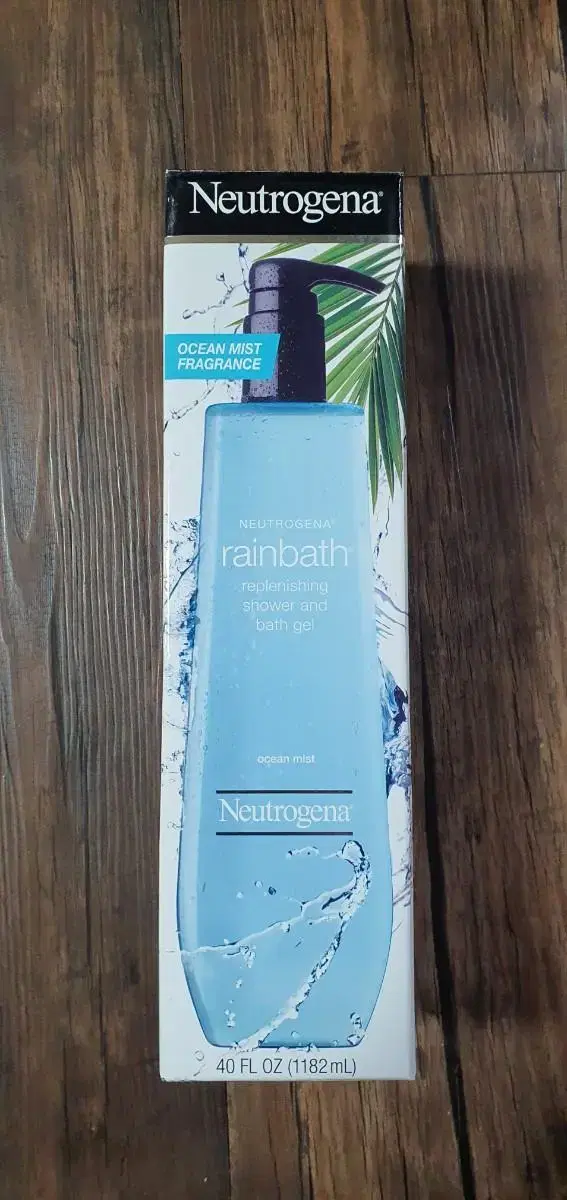 Neutrogena®
OCEAN MIST
FRAGRANCE
NEUTROGENA®
rainbath®
replenishing
shower and
bath gel
ocean mist
Neutrogena®
40 FL OZ (1182 mL)